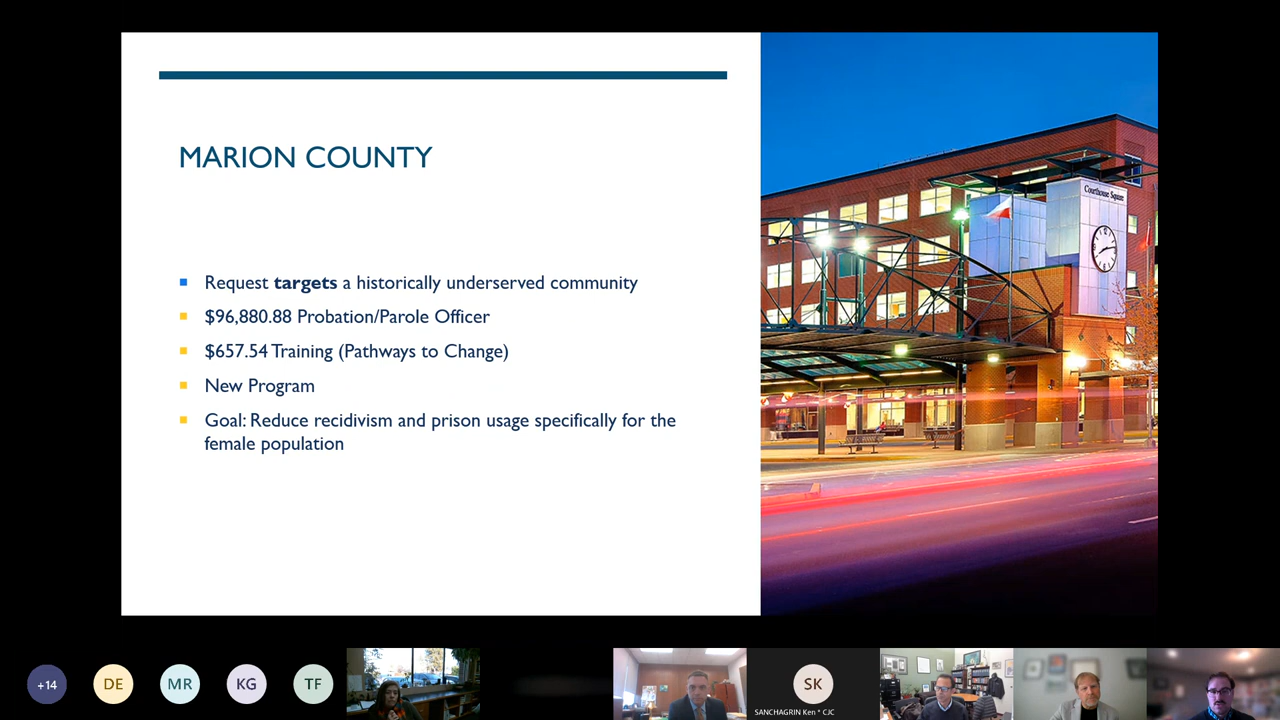 MARION COUNTY
Request targets a historically underserved community
$96,880.88 Probation/Parole Officer
$657.54 Training (Pathways to Change)
New Program
Goal: Reduce recidivism and prison usage specifically for the
female population
Courthouse Square
+14
DE
MR
KG
TF
SK
SANCHAGRIN Ken * CJC